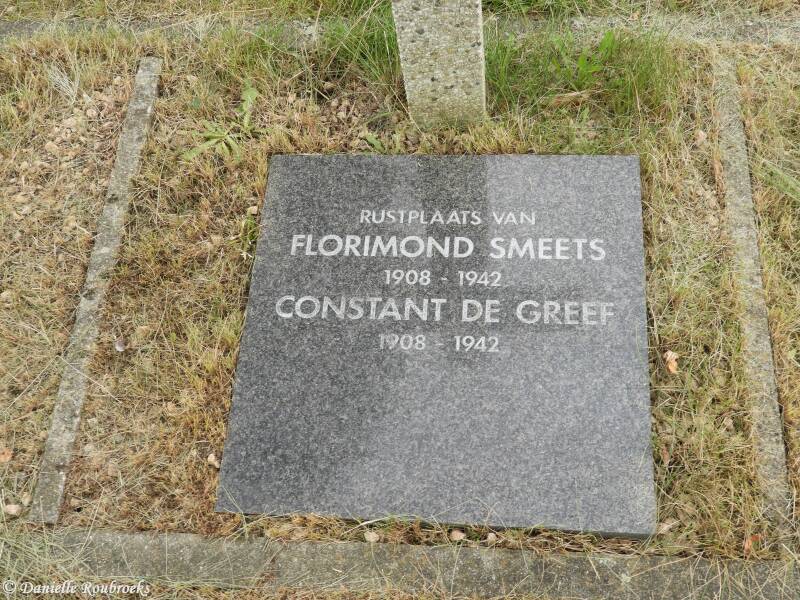 RUSTPLAATS VAN
FLORIMOND SMEETS
1908 - 1942
CONSTANT DE GREEF
1908 - 1942
© Danielle Roubroeks